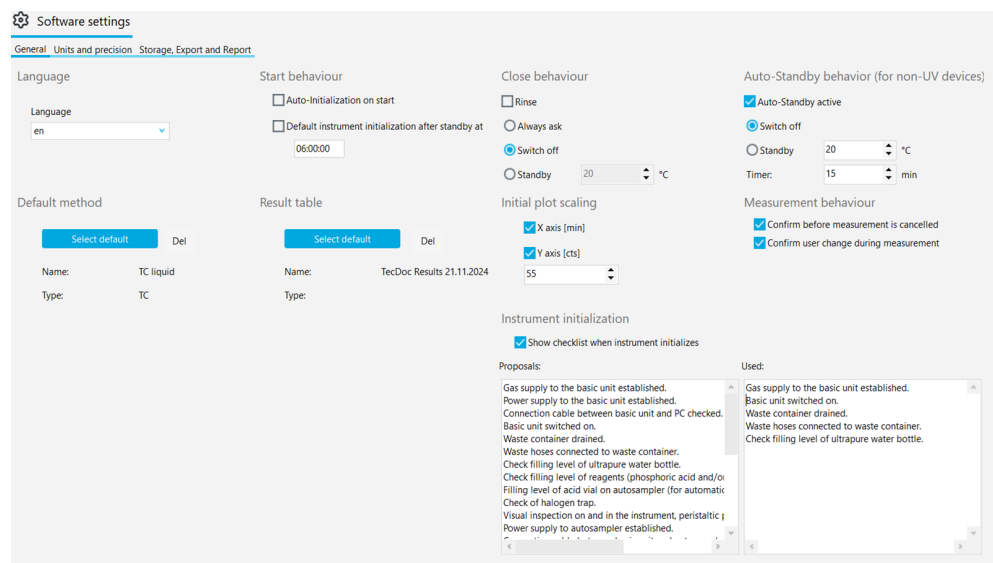 Software settings
General
Units and precision
Storage, Export and Report
Language
Language
en
Start behaviour
Auto-Initialization on start
Default instrument initialization after standby at
06:00:00
Close behaviour
Rinse
Always ask
Switch off
Standby
20
°C
Auto-Standby behavior (for non-UV devices)
Auto-Standby active
Switch off
Standby
20
°C
Timer:
15
min
Default method
Select default
Del
Name:
TC liquid
Type:
TC
Result table
Select default
Del
Name:
TecDoc Results 21.11.2024
Type:
Initial plot scaling
X axis [min]
Y axis [cts]
55
Measurement behaviour
Confirm before measurement is cancelled
Confirm user change during measurement
Instrument initialization
Show checklist when instrument initializes
Proposals:
Gas supply to the basic unit established.
Power supply to the basic unit established.
Connection cable between basic unit and PC checked.
Basic unit switched on.
Waste container drained.
Waste hoses connected to waste container.
Check filling level of ultrapure water bottle.
Check filling level of reagents (phosphoric acid and/or
Filling level of acid vial on autosampler (for automatic
Check of halogen trap.
Visual inspection on and in the instrument, peristaltic p
Power supply to autosampler established.
Used:
Gas supply to the basic unit established.
Basic unit switched on.
Waste container drained.
Waste hoses connected to waste container.
Check filling level of ultrapure water bottle.